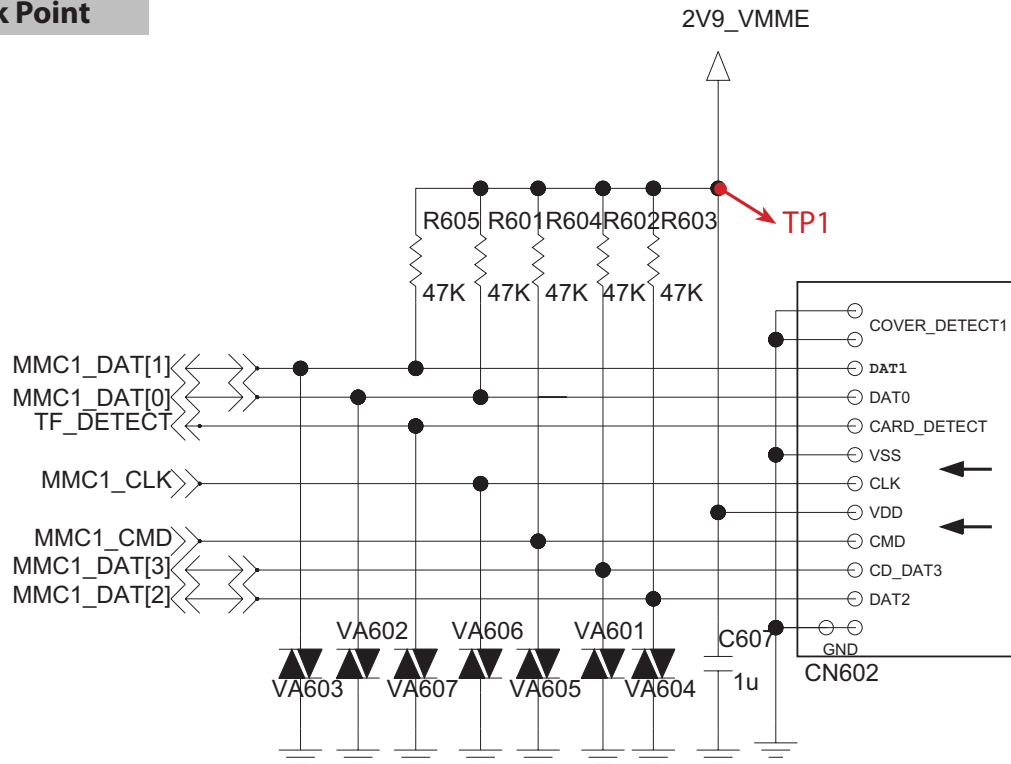 k Point
2V9_VMME
TP1
R605 R601 R604 R602 R603
47K 47K 47K 47K 47K
COVER_DETECT1
MMC1_DAT[1] DAT1
MMC1_DAT[0] DAT0
TF_DETECT CARD_DETECT
VSS
MMC1_CLK CLK
VDD
MMC1_CMD CMD
MMC1_DAT[3] CD_DAT3
MMC1_DAT[2] DAT2
VA602 VA606 VA601 C607 GND
VA603 VA607 VA605 VA604 1u CN602